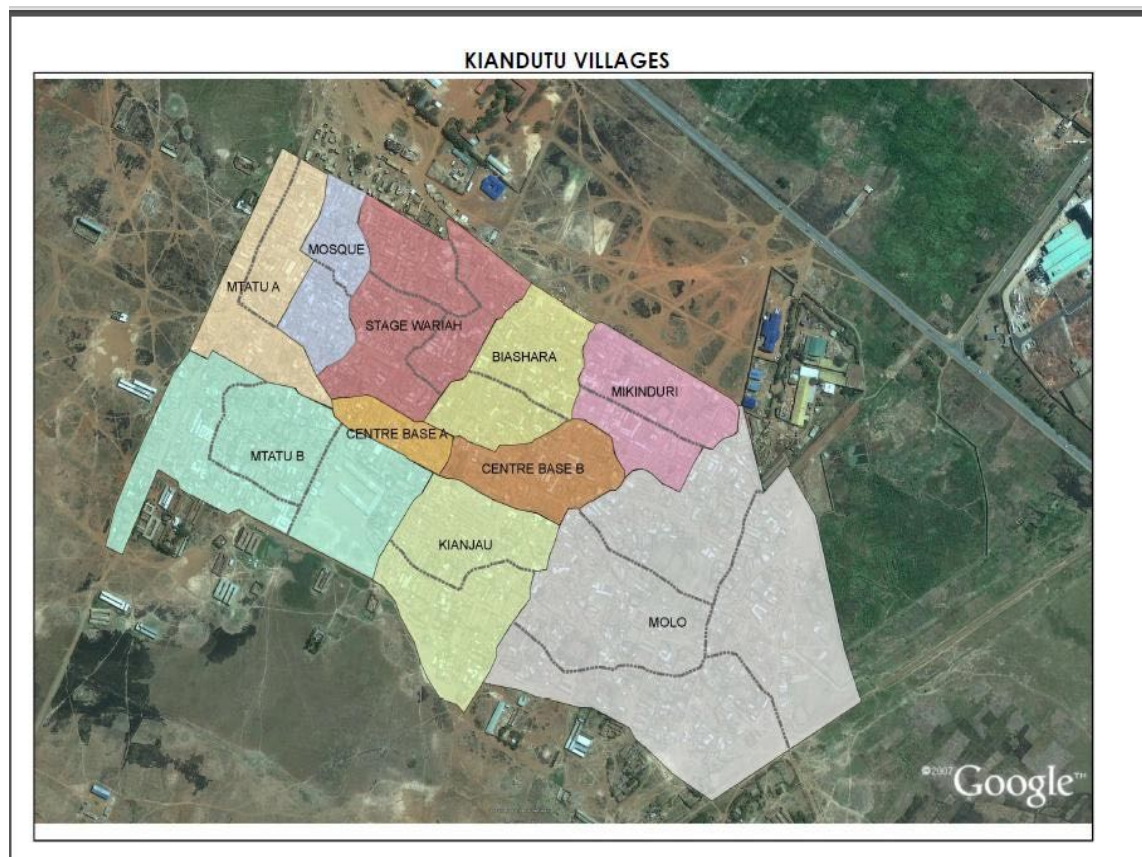 KIANDUTU VILLAGES
MOSQUE
MTATU A
STAGE WARIAH
BIASHARA
MIKINDURI
CENTRE BASE A
MTATU B
CENTRE BASE B
KIANJAU
MOLO
©2007 Google™